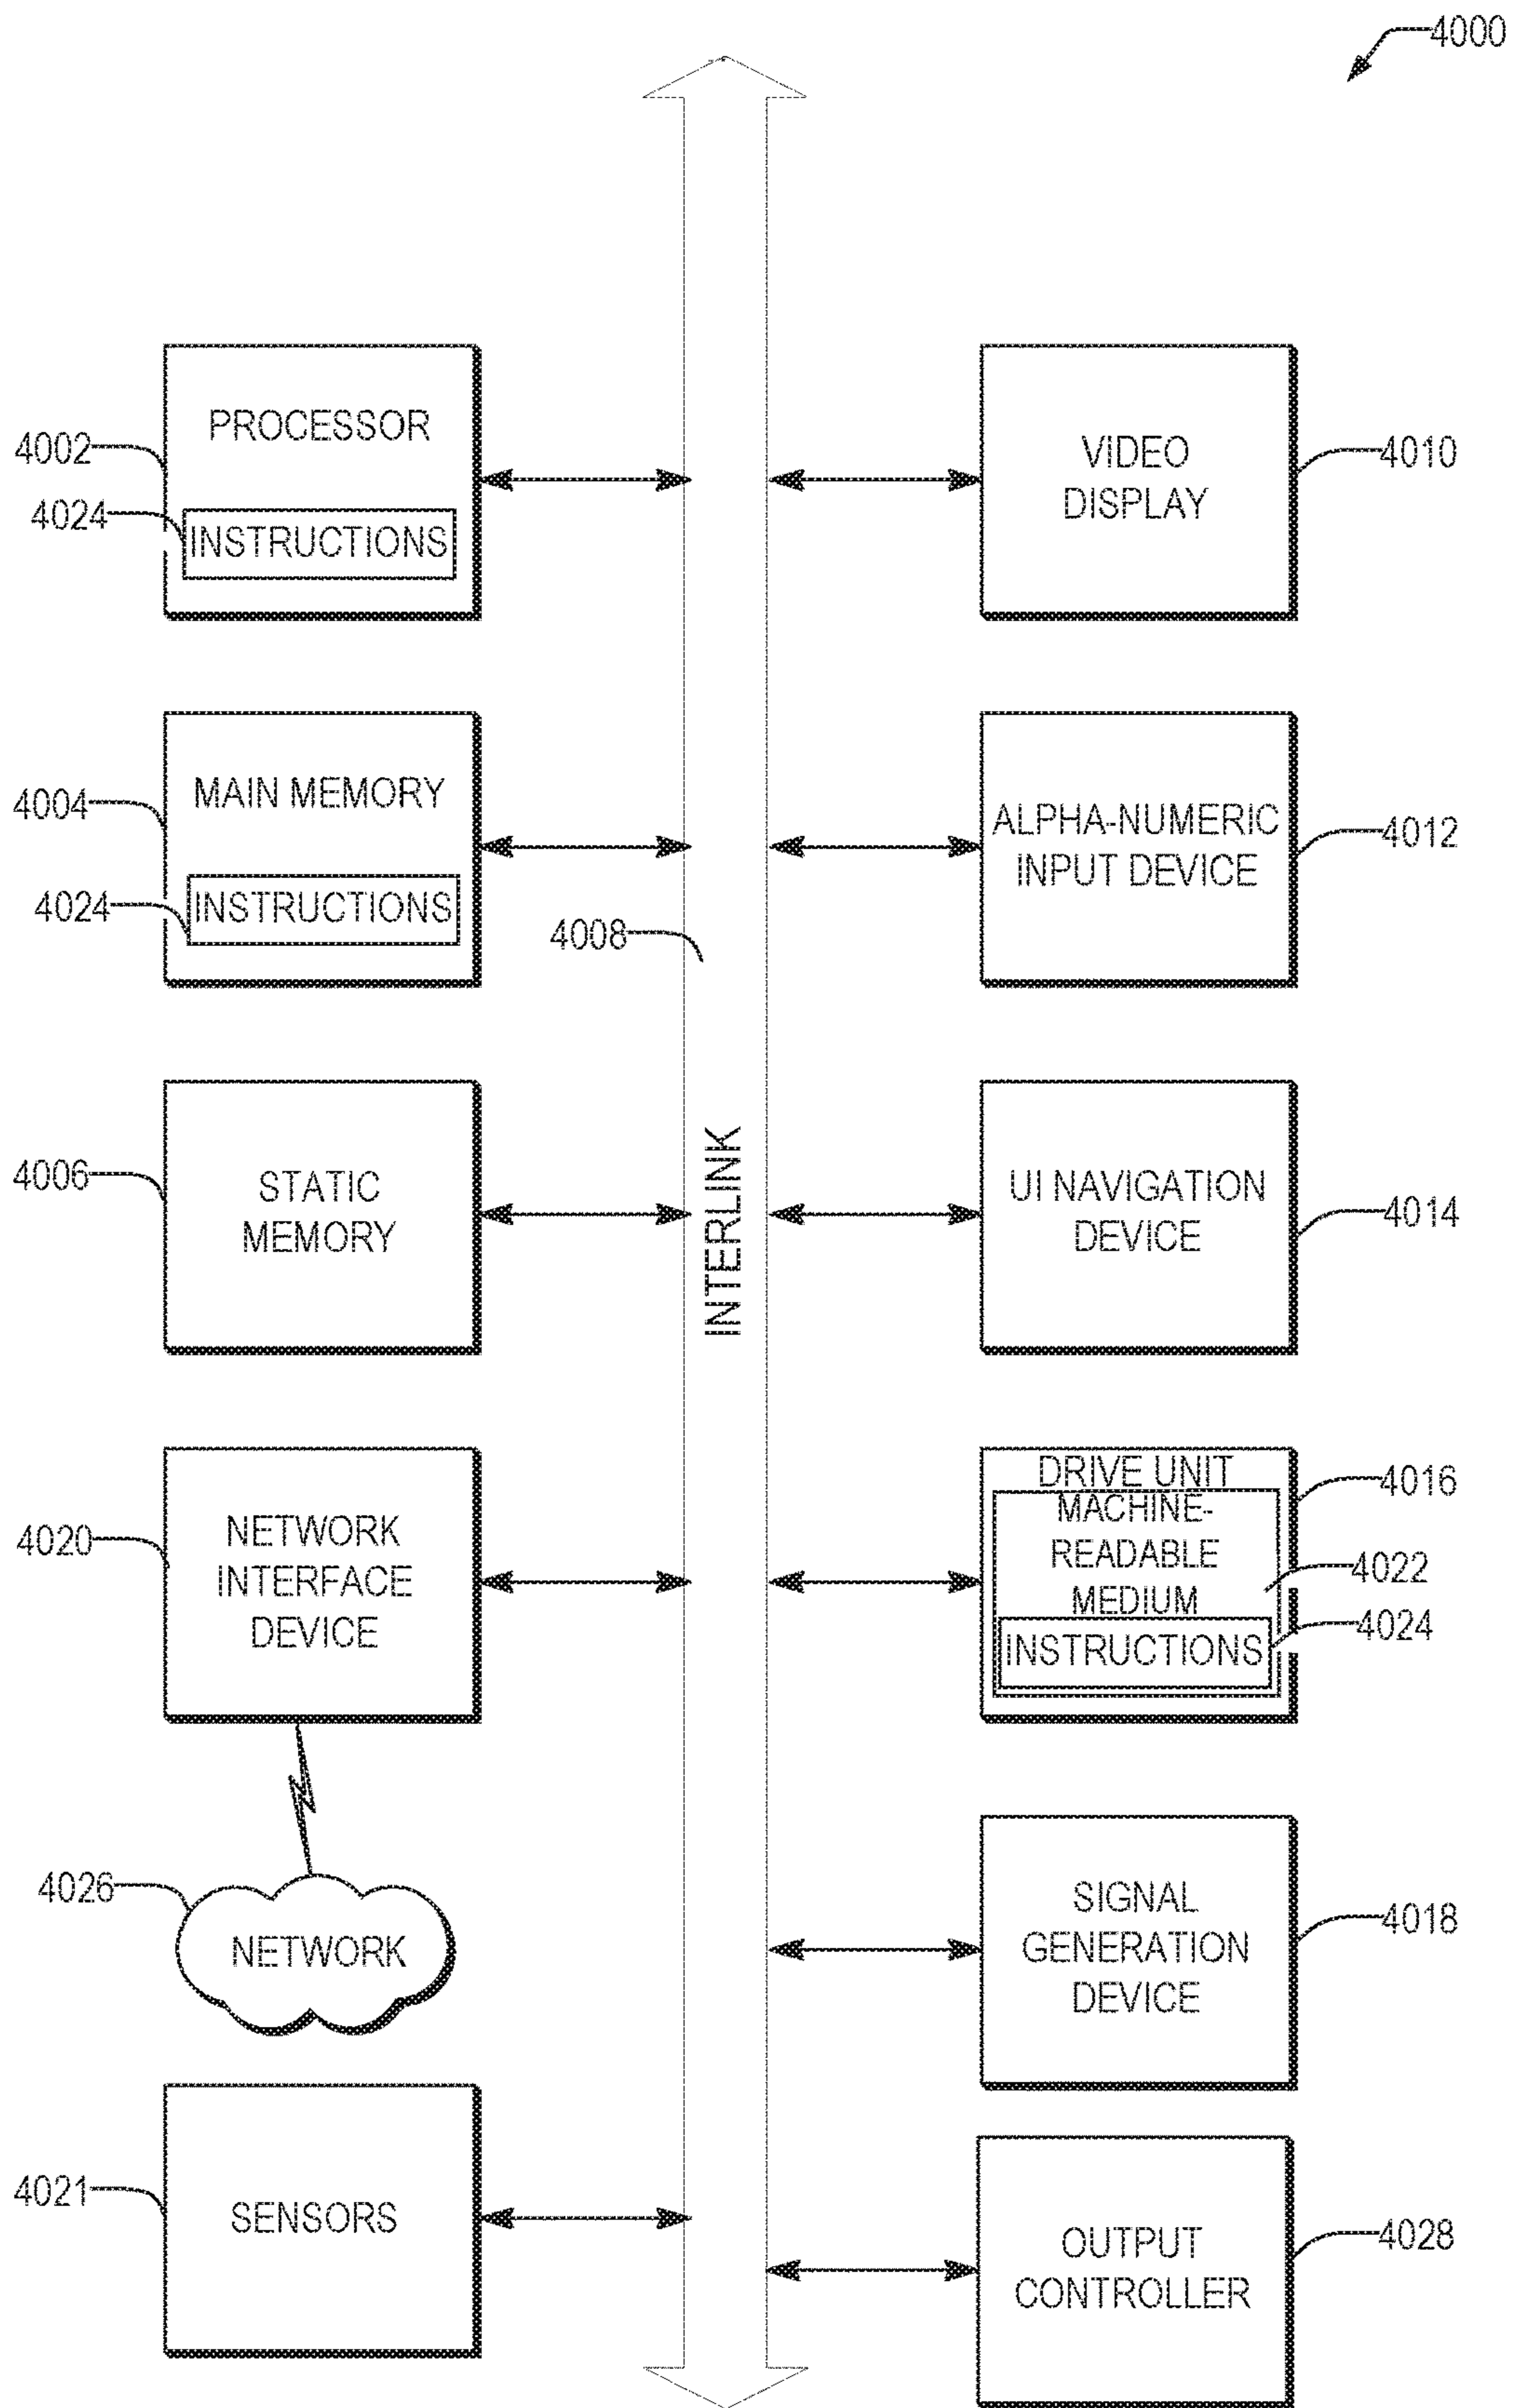 4000
PROCESSOR
4002
4024
INSTRUCTIONS
VIDEO
DISPLAY
4010
MAIN MEMORY
4004
4024
INSTRUCTIONS
4008
ALPHA-NUMERIC
INPUT DEVICE
4012
STATIC
MEMORY
4006
INTERLINK
UI NAVIGATION
DEVICE
4014
NETWORK
INTERFACE
DEVICE
4020
DRIVE UNIT
4016
MACHINE-
READABLE
MEDIUM
4022
INSTRUCTIONS
4024
4026
NETWORK
SIGNAL
GENERATION
DEVICE
4018
4021
SENSORS
OUTPUT
CONTROLLER
4028